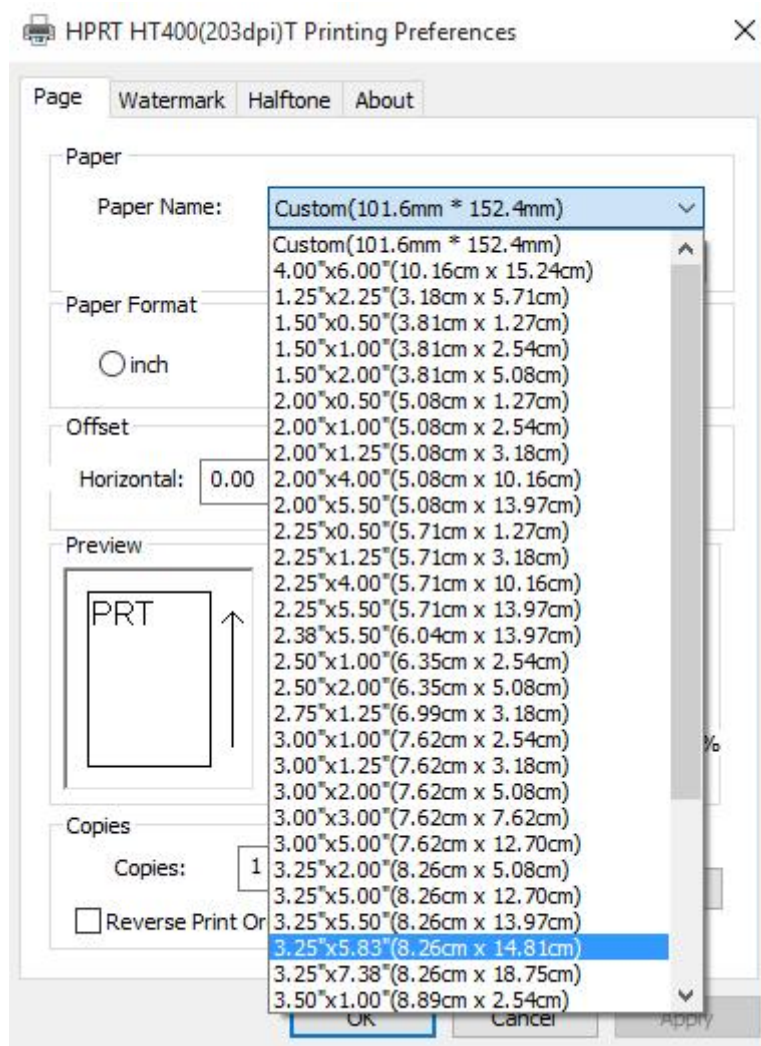 HPRT HT400(203dpi)T Printing Preferences
Page Watermark Halftone About
Paper
Paper Name: Custom(101.6mm * 152.4mm)
Custom(101.6mm * 152.4mm)
4.00"x6.00"(10.16cm x 15.24cm)
1.25"x2.25"(3.18cm x 5.71cm)
1.50"x0.50"(3.81cm x 1.27cm)
1.50"x1.00"(3.81cm x 2.54cm)
1.50"x2.00"(3.81cm x 5.08cm)
2.00"x0.50"(5.08cm x 1.27cm)
2.00"x1.00"(5.08cm x 2.54cm)
2.00"x1.25"(5.08cm x 3.18cm)
2.00"x4.00"(5.08cm x 10.16cm)
2.00"x5.50"(5.08cm x 13.97cm)
2.25"x0.50"(5.71cm x 1.27cm)
2.25"x1.25"(5.71cm x 3.18cm)
2.25"x4.00"(5.71cm x 10.16cm)
2.25"x5.50"(5.71cm x 13.97cm)
2.38"x5.50"(6.04cm x 13.97cm)
2.50"x1.00"(6.35cm x 2.54cm)
2.50"x2.00"(6.35cm x 5.08cm)
2.75"x1.25"(6.99cm x 3.18cm)
3.00"x1.00"(7.62cm x 2.54cm)
3.00"x1.25"(7.62cm x 3.18cm)
3.00"x2.00"(7.62cm x 5.08cm)
3.00"x3.00"(7.62cm x 7.62cm)
3.00"x5.00"(7.62cm x 12.70cm)
3.25"x2.00"(8.26cm x 5.08cm)
3.25"x5.00"(8.26cm x 12.70cm)
3.25"x5.50"(8.26cm x 13.97cm)
3.25"x5.83"(8.26cm x 14.81cm)
3.25"x7.38"(8.26cm x 18.75cm)
3.50"x1.00"(8.89cm x 2.54cm)
Paper Format
inch
Offset
Horizontal: 0.00
Preview
PRT
%
Copies
Copies: 1
Reverse Print Or
OK Cancel Apply